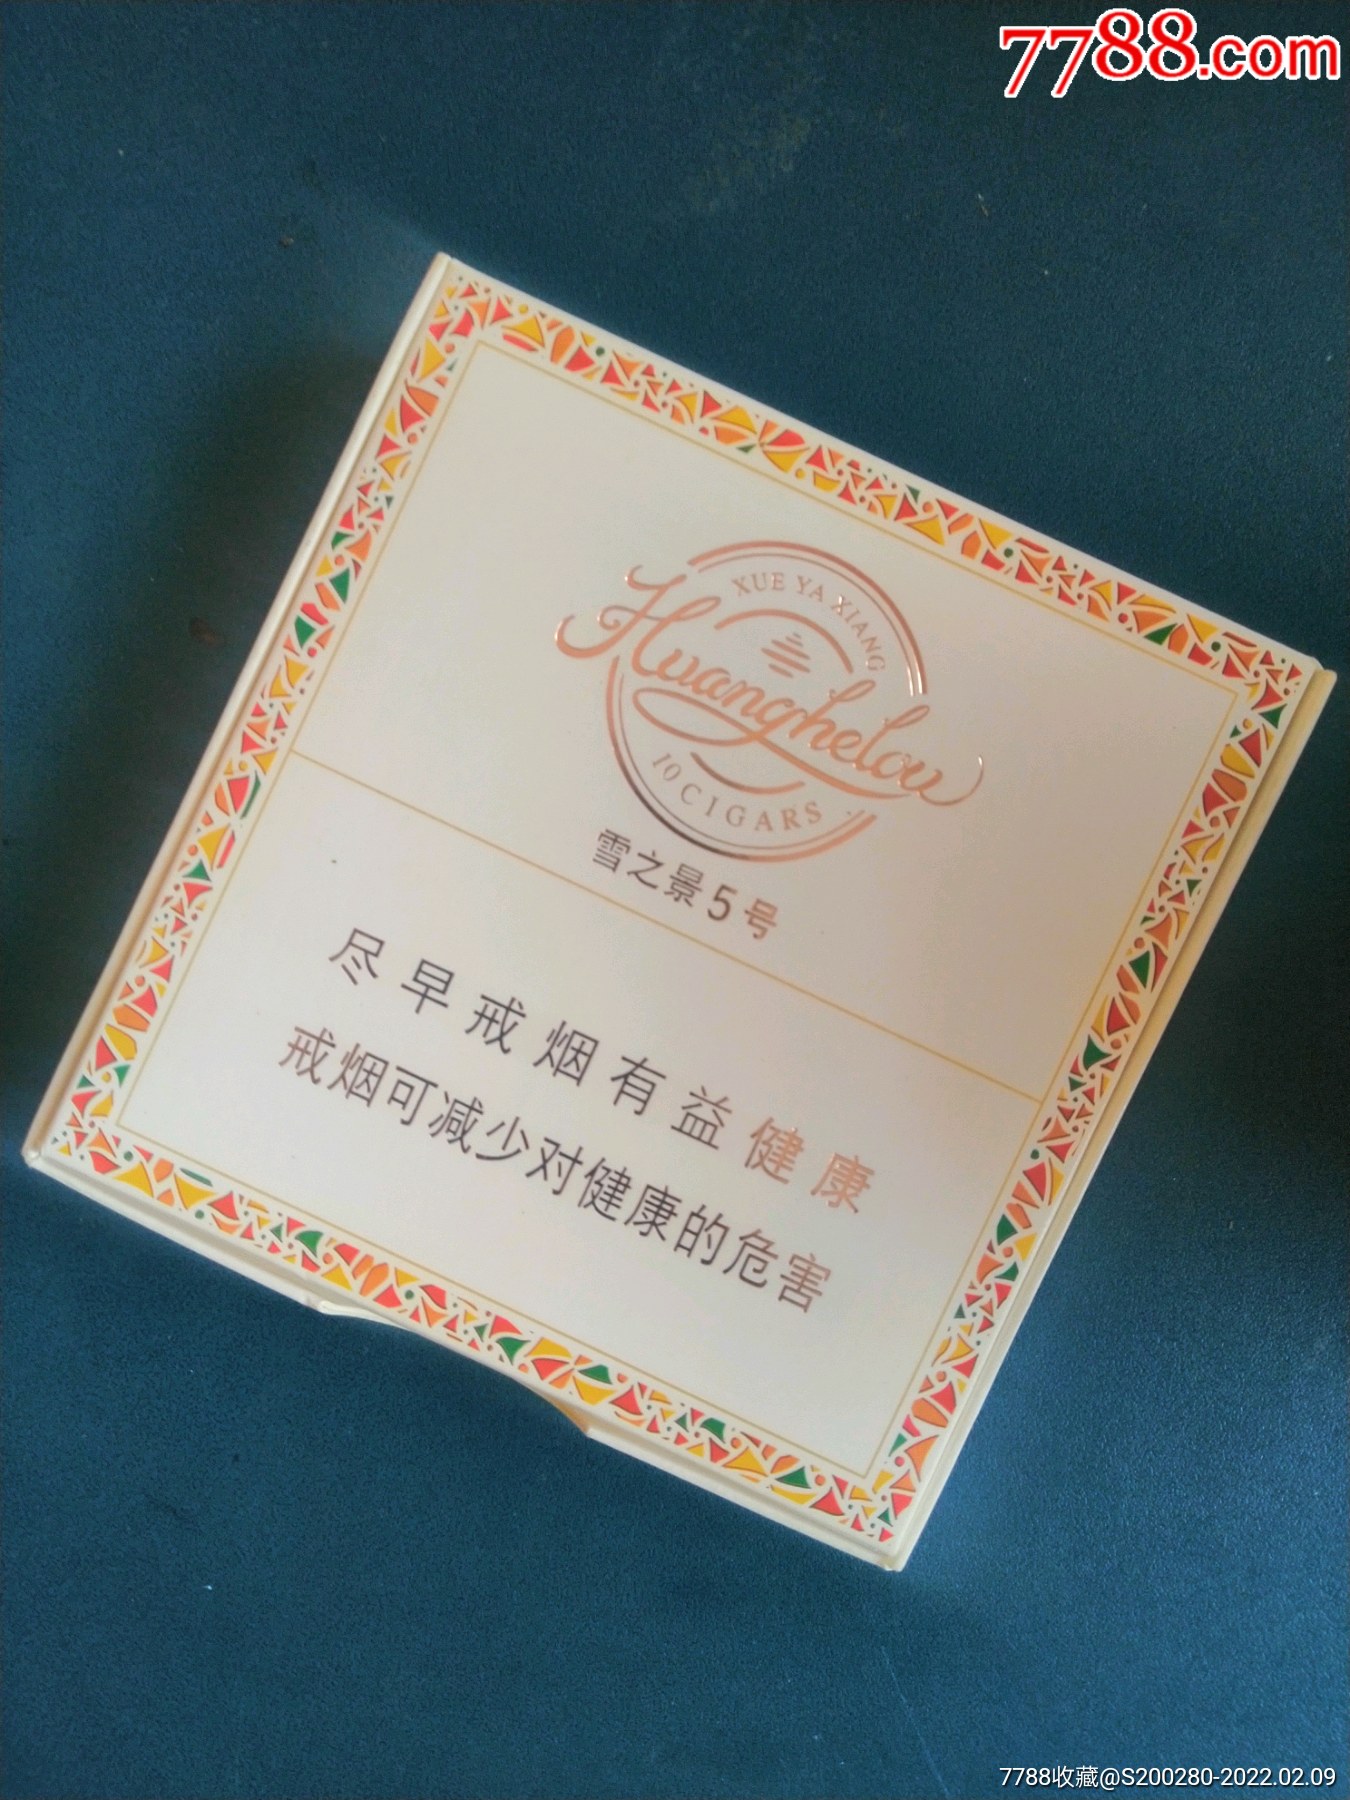 7788.com
XUE YA XIANG
Huanghelou
10 CIGARS
雪之景5号
尽早戒烟有益健康
戒烟可减少对健康的危害
7788收藏@S200280-2022.02.09